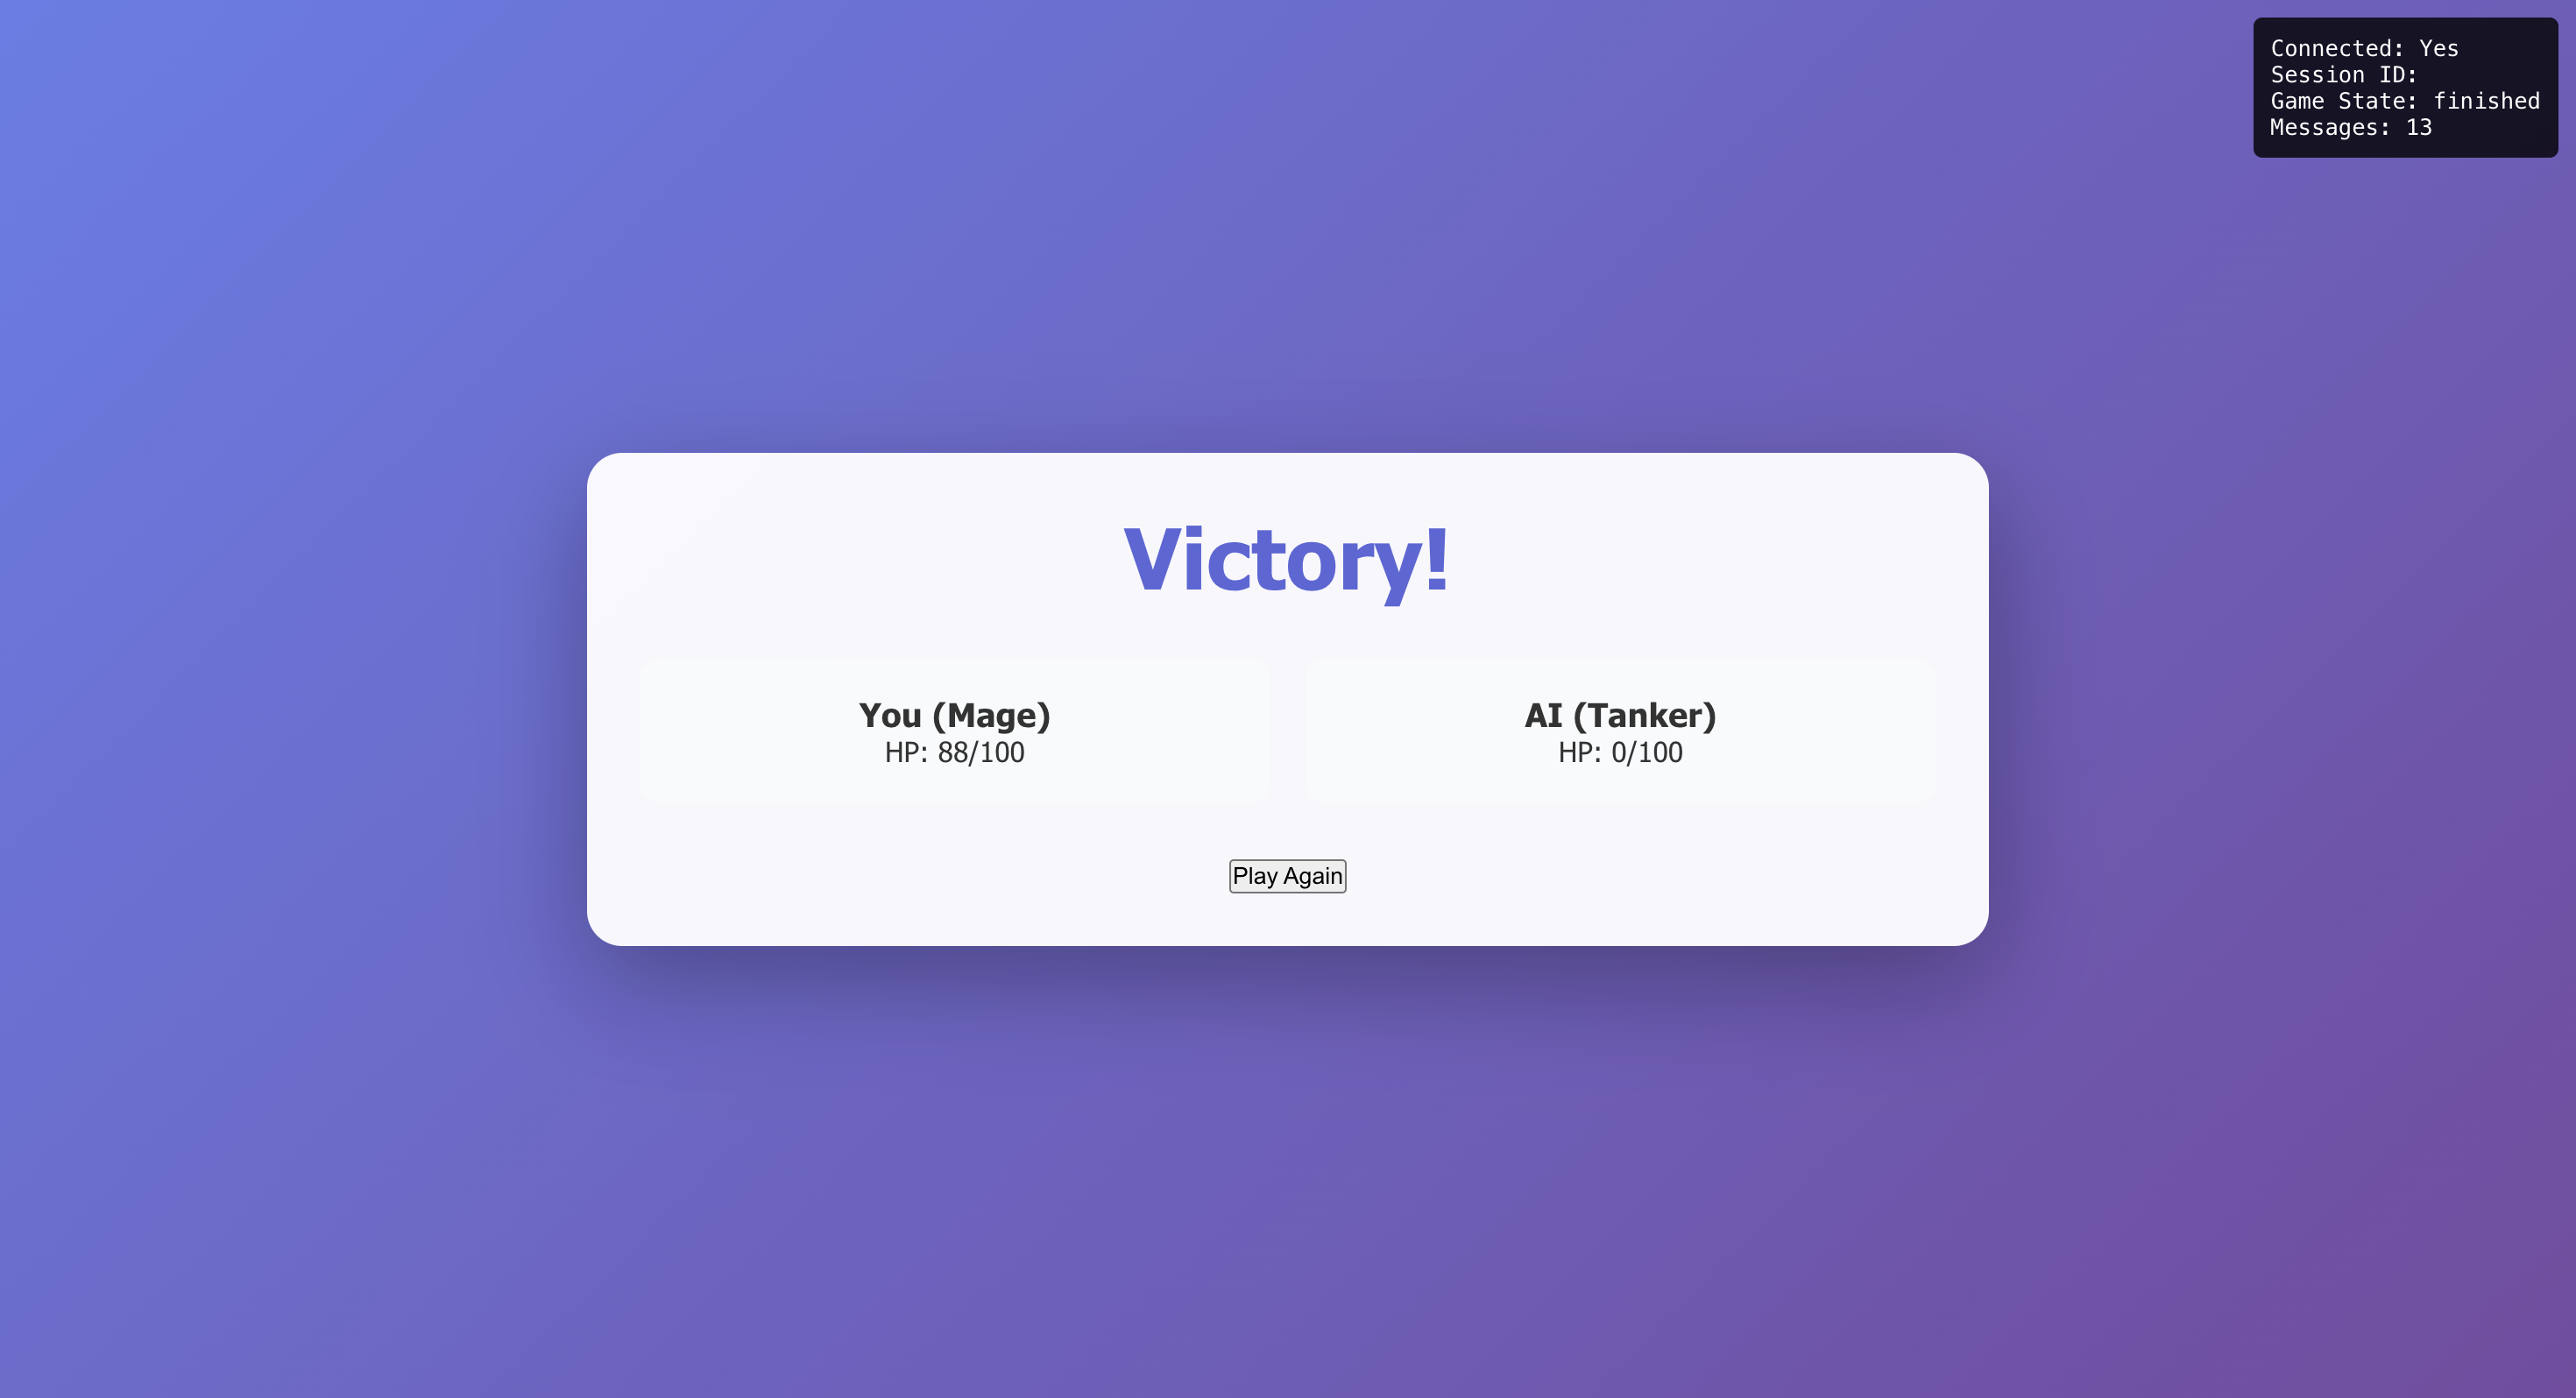 Connected: Yes
Session ID:
Game State: finished
Messages: 13
Victory!
You (Mage)
HP: 88/100
AI (Tanker)
HP: 0/100
Play Again